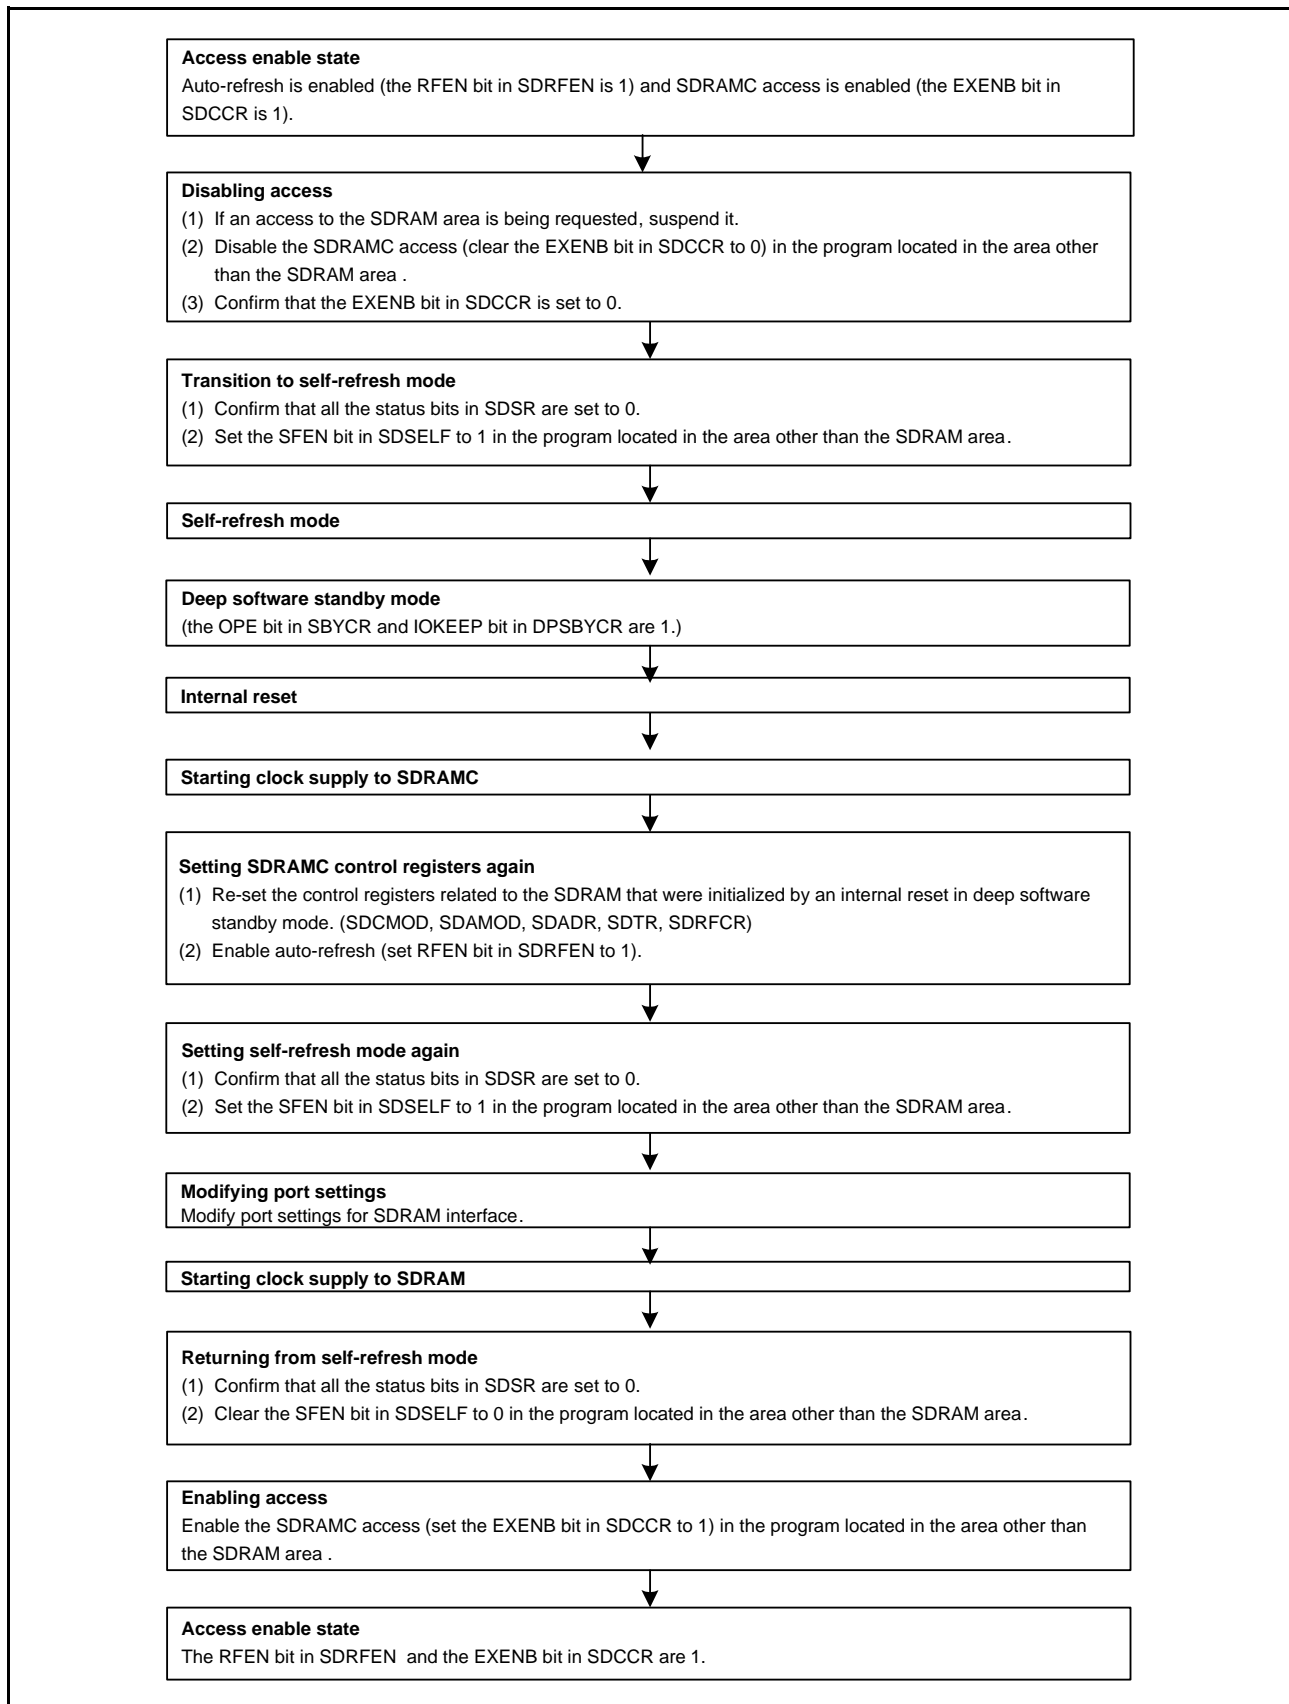 Access enable state
Auto-refresh is enabled (the RFEN bit in SDRFEN is 1) and SDRAMC access is enabled (the EXENB bit in
SDCCR is 1).
Disabling access
(1) If an access to the SDRAM area is being requested, suspend it.
(2) Disable the SDRAMC access (clear the EXENB bit in SDCCR to 0) in the program located in the area other
than the SDRAM area .
(3) Confirm that the EXENB bit in SDCCR is set to 0.
Transition to self-refresh mode
(1) Confirm that all the status bits in SDSR are set to 0.
(2) Set the SFEN bit in SDSELF to 1 in the program located in the area other than the SDRAM area.
Self-refresh mode
Deep software standby mode
(the OPE bit in SBYCR and IOKEEP bit in DPSBYCR are 1.)
Internal reset
Starting clock supply to SDRAMC
Setting SDRAMC control registers again
(1) Re-set the control registers related to the SDRAM that were initialized by an internal reset in deep software
standby mode. (SDCMOD, SDAMOD, SDADR, SDTR, SDRFCR)
(2) Enable auto-refresh (set RFEN bit in SDRFEN to 1).
Setting self-refresh mode again
(1) Confirm that all the status bits in SDSR are set to 0.
(2) Set the SFEN bit in SDSELF to 1 in the program located in the area other than the SDRAM area.
Modifying port settings
Modify port settings for SDRAM interface.
Starting clock supply to SDRAM
Returning from self-refresh mode
(1) Confirm that all the status bits in SDSR are set to 0.
(2) Clear the SFEN bit in SDSELF to 0 in the program located in the area other than the SDRAM area.
Enabling access
Enable the SDRAMC access (set the EXENB bit in SDCCR to 1) in the program located in the area other than
the SDRAM area .
Access enable state
The RFEN bit in SDRFEN and the EXENB bit in SDCCR are 1.